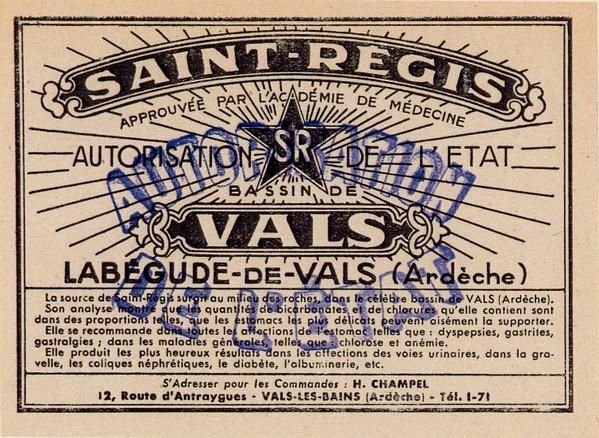 SAINT-RÉGIS
APPROUVÉE PAR L'ACADÉMIE DE MÉDECINE
AUTORISATION SR DE L'ETAT
AUTORISATION
BASSIN DE
VALS
LABÉGUDE-DE-VALS (Ardèche)
DE L'ÉTAT
La source de Saint-Régis surgit au milieu des roches, dans le célèbre bassin de VALS (Ardèche).
Son analyse montre que les quantités de bicarbonates et de chlorures qu'elle contient sont
dans des proportions telles, que les estomacs les plus délicats peuvent aisément la supporter.
Elle se recommande dans toutes les affections de l'estomac, telles que : dyspepsies, gastrites,
gastralgies ; dans les maladies générales, telles que : chlorose et anémie.
Elle produit les plus heureux résultats dans les affections des voies urinaires, dans la gra-
velle, les coliques néphrétiques, le diabète, l'albuminerie, etc.
S'Adresser pour les Commandes : H. CHAMPEL
12, Route d'Antraygues - VALS-LES-BAINS (Ardèche) - Tél. 1-71